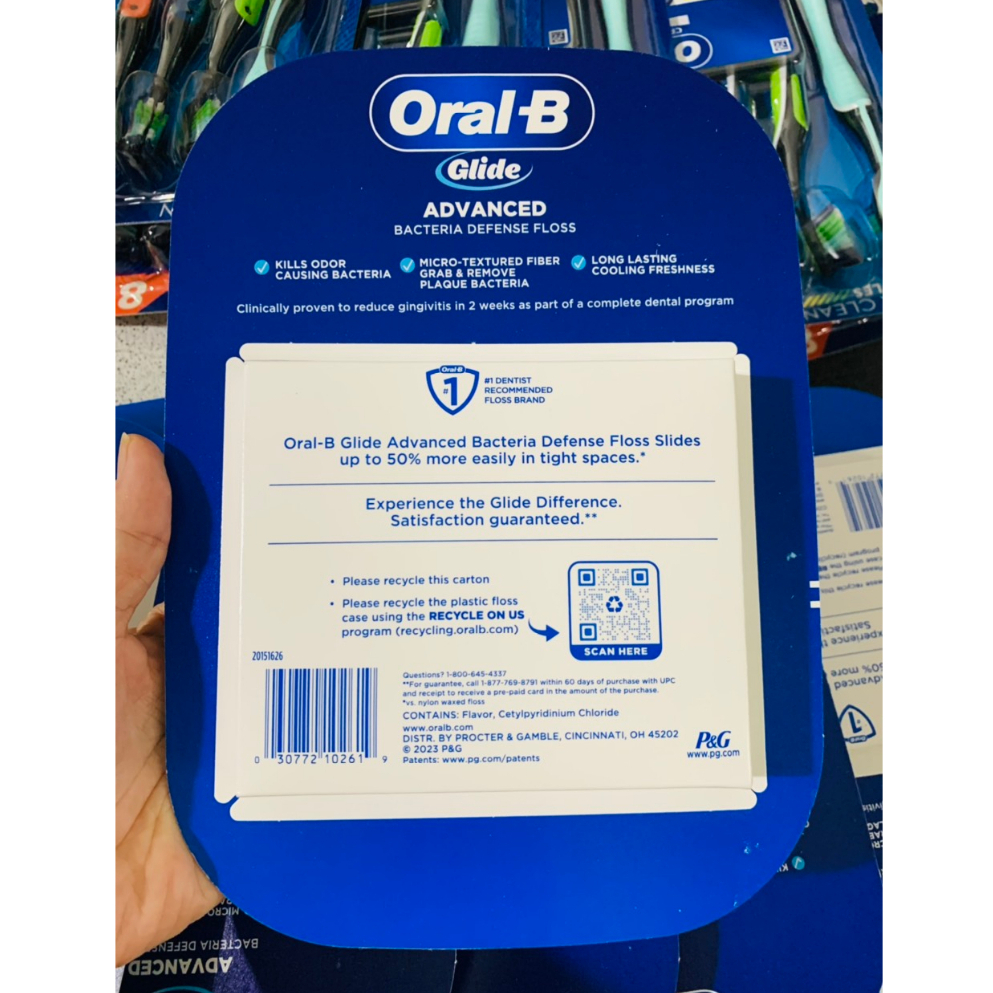 Oral-B
Glide
ADVANCED
BACTERIA DEFENSE FLOSS
KILLS ODOR
CAUSING BACTERIA
MICRO-TEXTURED FIBER
GRAB & REMOVE
PLAQUE BACTERIA
LONG LASTING
COOLING FRESHNESS
Clinically proven to reduce gingivitis in 2 weeks as part of a complete dental program
Oral-B
#1
#1 DENTIST
RECOMMENDED
FLOSS BRAND
Oral-B Glide Advanced Bacteria Defense Floss Slides
up to 50% more easily in tight spaces.*
Experience the Glide Difference.
Satisfaction guaranteed.**
• Please recycle this carton
• Please recycle the plastic floss
case using the RECYCLE ON US
program (recycling.oralb.com)
SCAN HERE
20151626
0 30772 10261 9
Questions? 1-800-645-4337
**For guarantee, call 1-877-769-8791 within 60 days of purchase with UPC
and receipt to receive a pre-paid card in the amount of the purchase.
*vs. nylon waxed floss
CONTAINS: Flavor, Cetylpyridinium Chloride
www.oralb.com
DISTR. BY PROCTER & GAMBLE, CINCINNATI, OH 45202
© 2023 P&G
Patents: www.pg.com/patents
P&G
www.pg.com
8
CLEAN
BACTERIA DEFENSE
ADVANCED